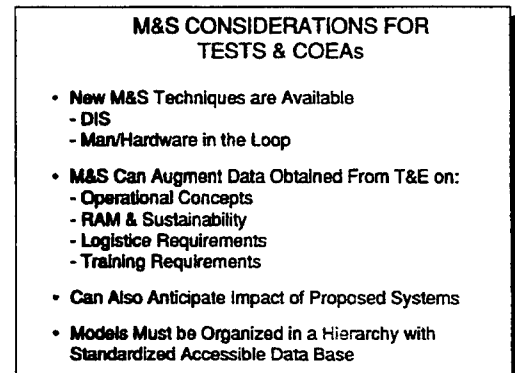 M&S CONSIDERATIONS FOR
TESTS & COEAs
• New M&S Techniques are Available
- DIS
- Man/Hardware in the Loop
• M&S Can Augment Data Obtained From T&E on:
- Operational Concepts
- RAM & Sustainability
- Logistice Requirements
- Training Requirements
• Can Also Anticipate Impact of Proposed Systems
• Models Must be Organized in a Hierarchy with
Standardized Accessible Data Base